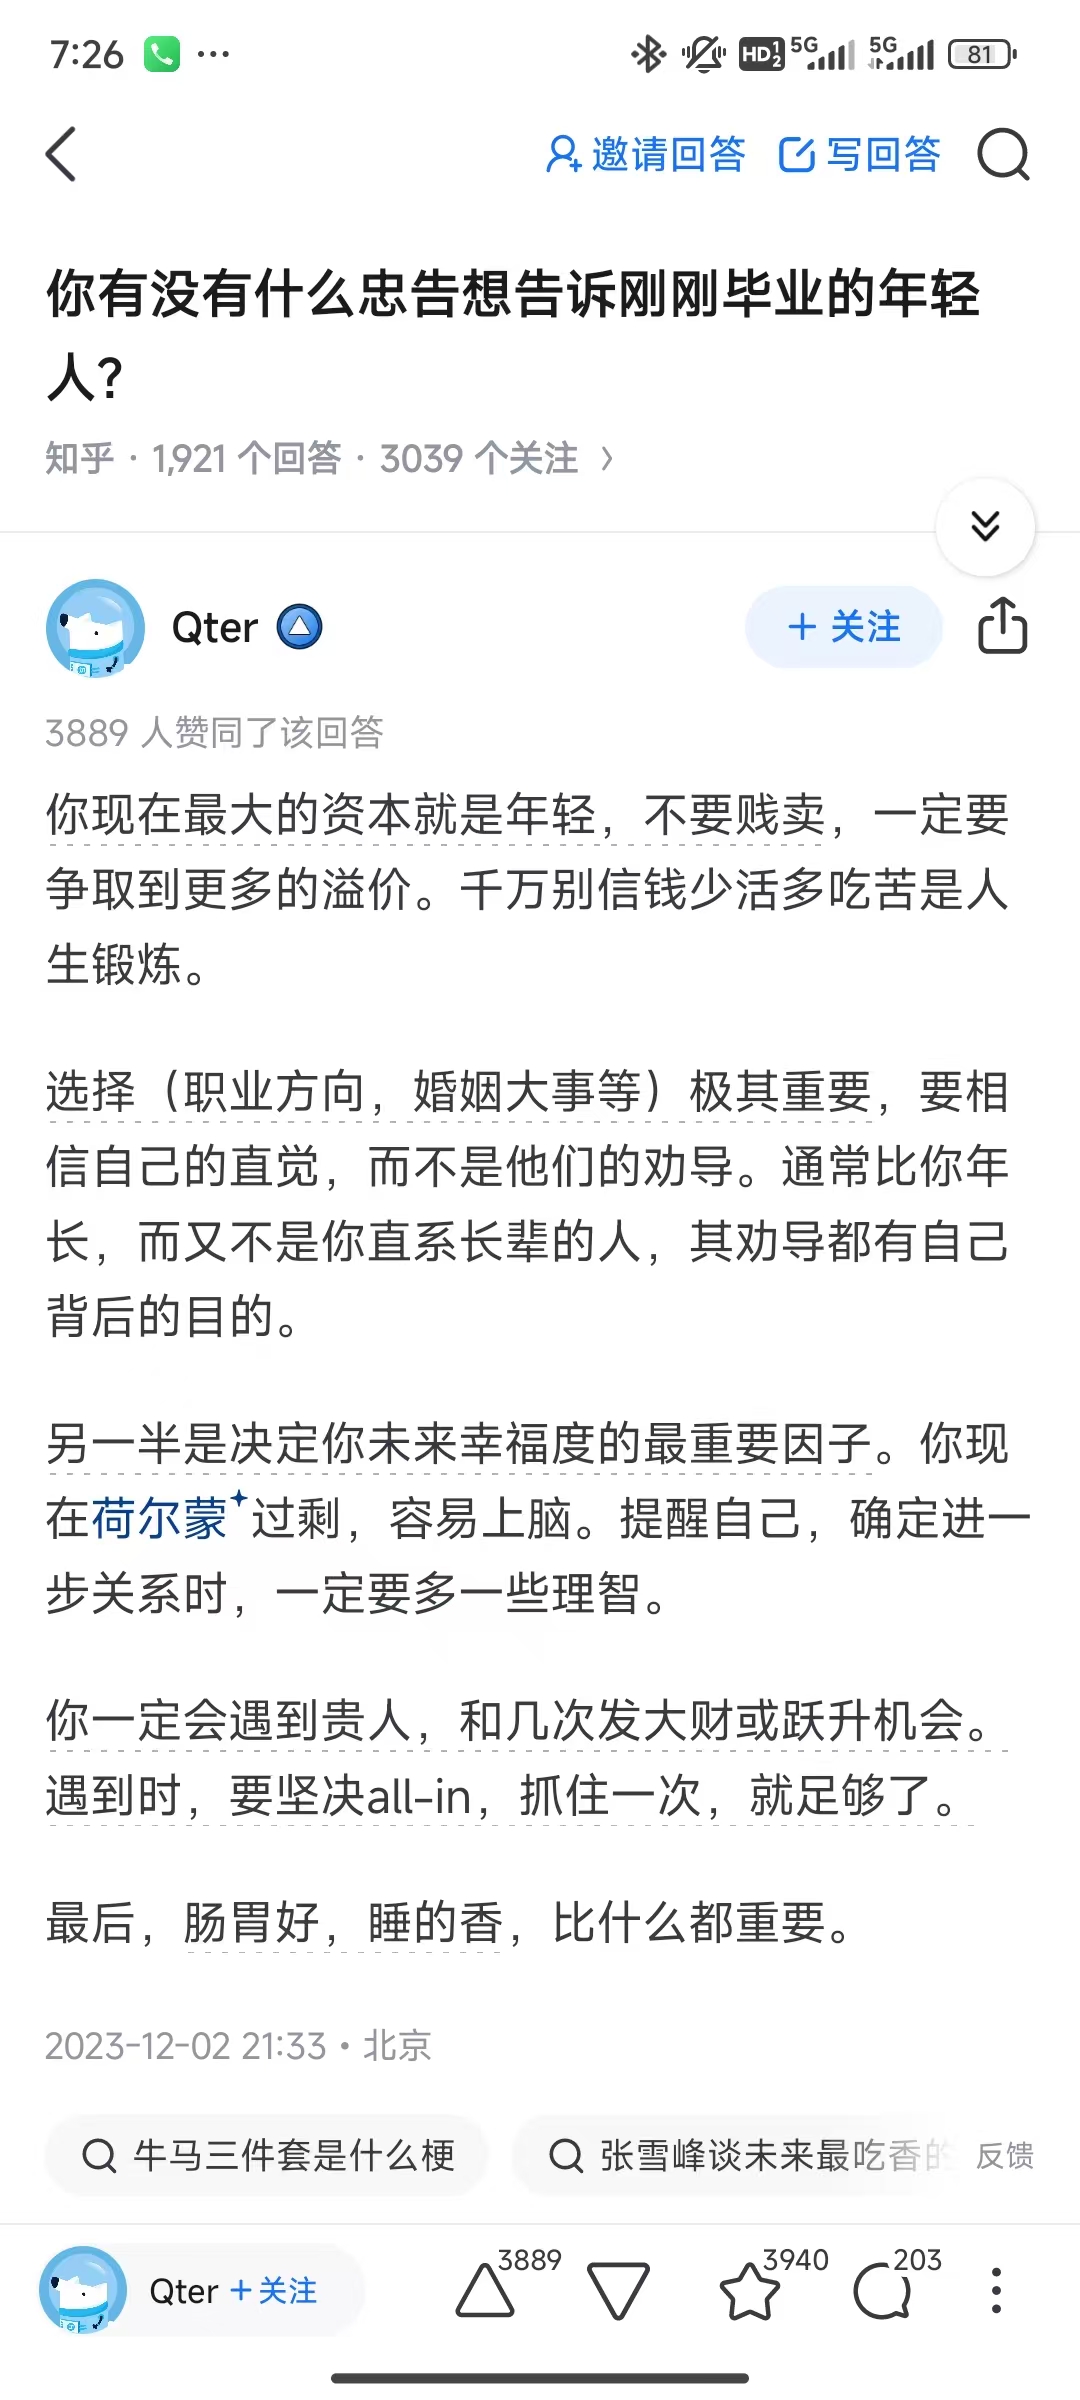 7:26 ···
HD 1 2 5G 5G 81
邀请回答 写回答
你有没有什么忠告想告诉刚刚毕业的年轻
人?
知乎 · 1,921 个回答 · 3039 个关注 〉
Qter
+ 关注
3889 人赞同了该回答
你现在最大的资本就是年轻，不要贱卖，一定要
争取到更多的溢价。千万别信钱少活多吃苦是人
生锻炼。
选择（职业方向，婚姻大事等）极其重要，要相
信自己的直觉，而不是他们的劝导。通常比你年
长，而又不是你直系长辈的人，其劝导都有自己
背后的目的。
另一半是决定你未来幸福度的最重要因子。你现
在荷尔蒙过剩，容易上脑。提醒自己，确定进一
步关系时，一定要多一些理智。
你一定会遇到贵人，和几次发大财或跃升机会。
遇到时，要坚决all-in，抓住一次，就足够了。
最后，肠胃好，睡的香，比什么都重要。
2023-12-02 21:33 · 北京
牛马三件套是什么梗
张雪峰谈未来最吃香的
反馈
Qter + 关注
3889
3940
203